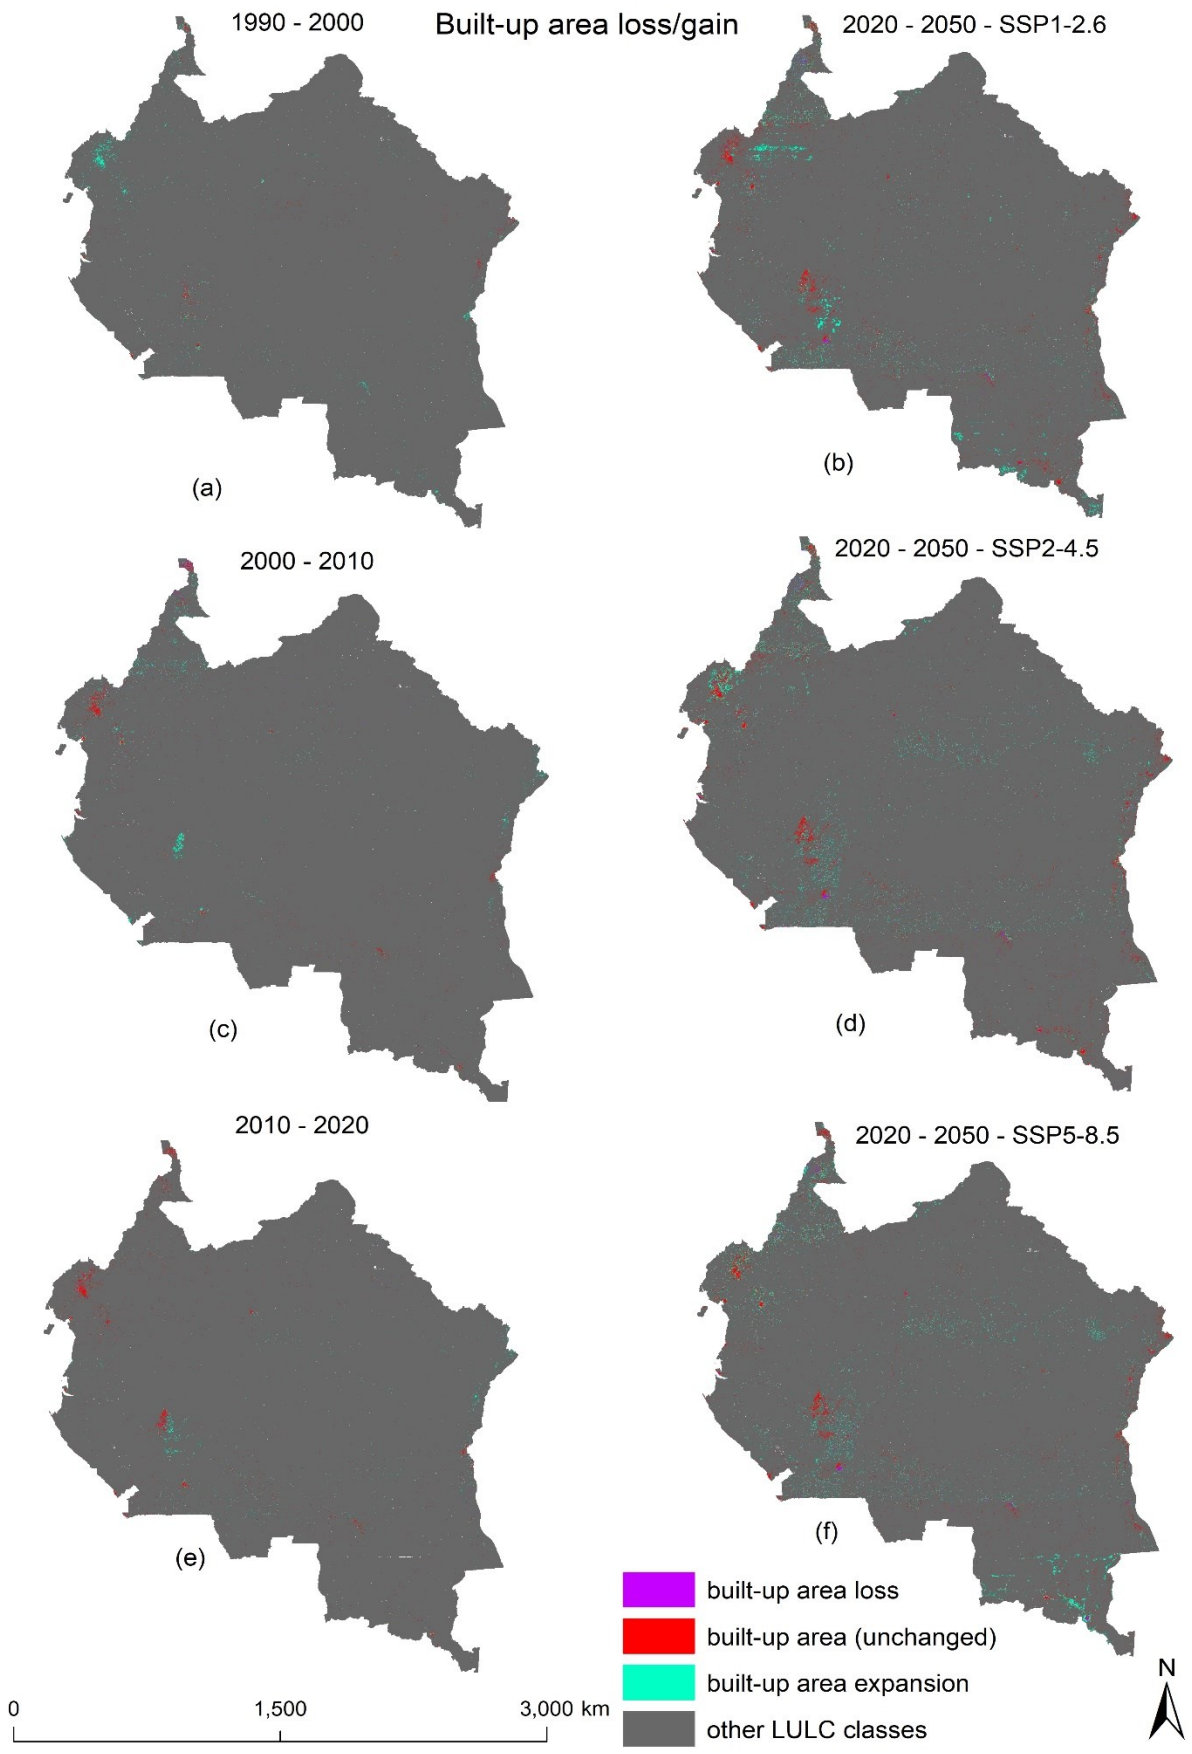 1990 - 2000
Built-up area loss/gain
2020 - 2050 - SSP1-2.6
(a)
(b)
2000 - 2010
2020 - 2050 - SSP2-4.5
(c)
(d)
2010 - 2020
2020 - 2050 - SSP5-8.5
(e)
(f)
built-up area loss
built-up area (unchanged)
built-up area expansion
other LULC classes
0 1,500 3,000 km
N